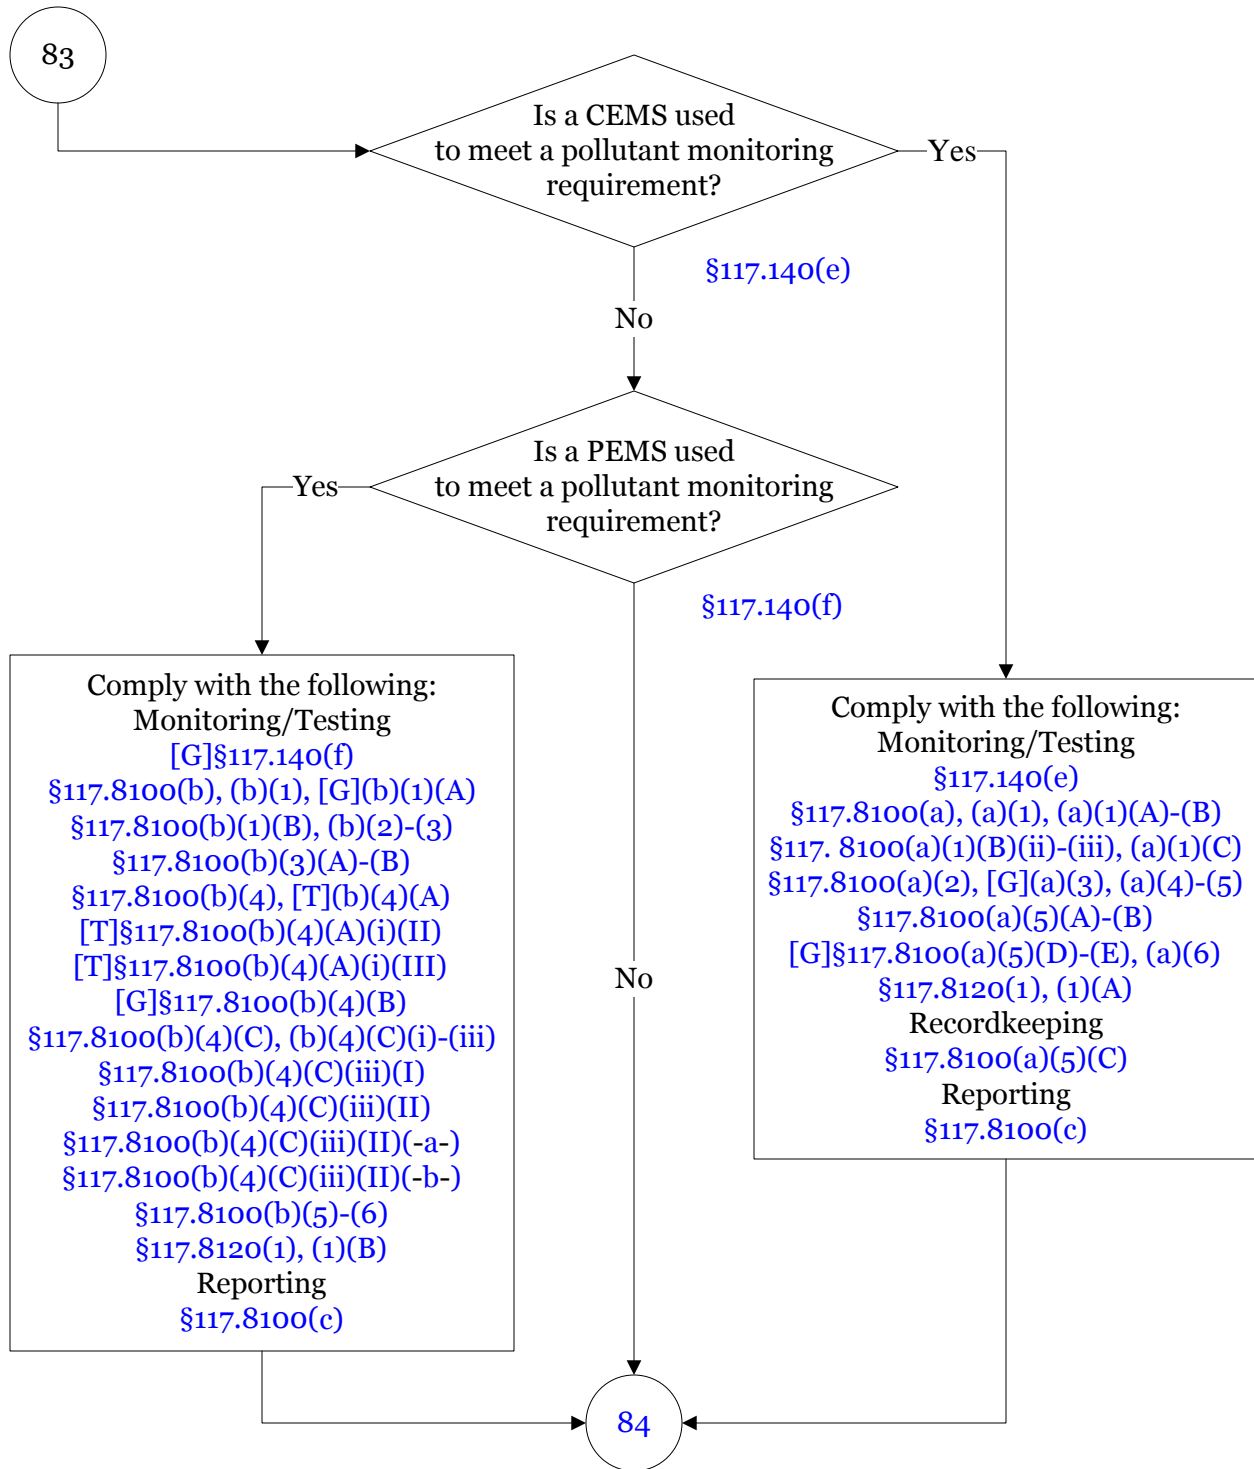 83
Is a CEMS used
to meet a pollutant monitoring
requirement?
Yes
§117.140(e)
No
Is a PEMS used
to meet a pollutant monitoring
requirement?
Yes
§117.140(f)
Comply with the following:
Monitoring/Testing
[G]§117.140(f)
§117.8100(b), (b)(1), [G](b)(1)(A)
§117.8100(b)(1)(B), (b)(2)-(3)
§117.8100(b)(3)(A)-(B)
§117.8100(b)(4), [T](b)(4)(A)
[T]§117.8100(b)(4)(A)(i)(II)
[T]§117.8100(b)(4)(A)(i)(III)
[G]§117.8100(b)(4)(B)
§117.8100(b)(4)(C), (b)(4)(C)(i)-(iii)
§117.8100(b)(4)(C)(iii)(I)
§117.8100(b)(4)(C)(iii)(II)
§117.8100(b)(4)(C)(iii)(II)(-a-)
§117.8100(b)(4)(C)(iii)(II)(-b-)
§117.8100(b)(5)-(6)
§117.8120(1), (1)(B)
Reporting
§117.8100(c)
No
Comply with the following:
Monitoring/Testing
§117.140(e)
§117.8100(a), (a)(1), (a)(1)(A)-(B)
§117. 8100(a)(1)(B)(ii)-(iii), (a)(1)(C)
§117.8100(a)(2), [G](a)(3), (a)(4)-(5)
§117.8100(a)(5)(A)-(B)
[G]§117.8100(a)(5)(D)-(E), (a)(6)
§117.8120(1), (1)(A)
Recordkeeping
§117.8100(a)(5)(C)
Reporting
§117.8100(c)
84